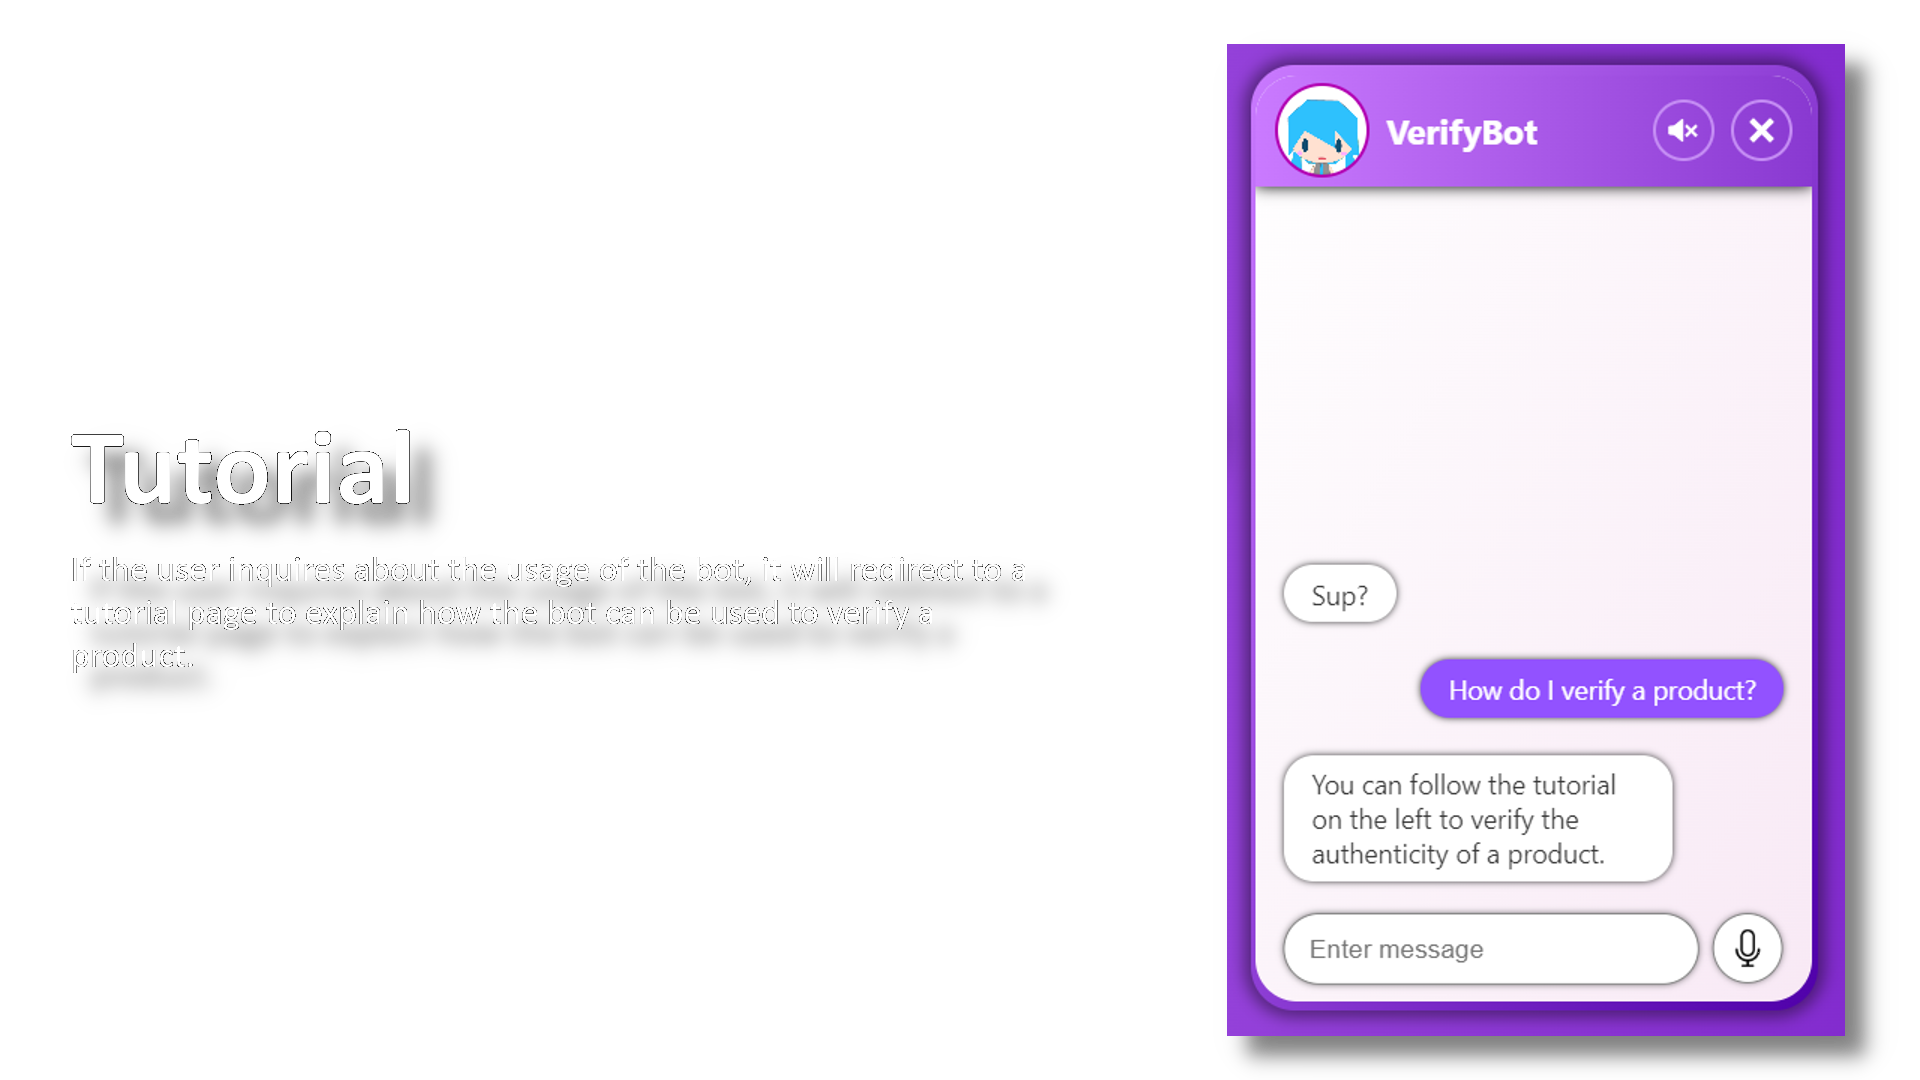 Tutorial
If the user inquires about the usage of the bot, it will redirect to a
tutorial page to explain how the bot can be used to verify a
product.
VerifyBot
Sup?
How do I verify a product?
You can follow the tutorial
on the left to verify the
authenticity of a product.
Enter message